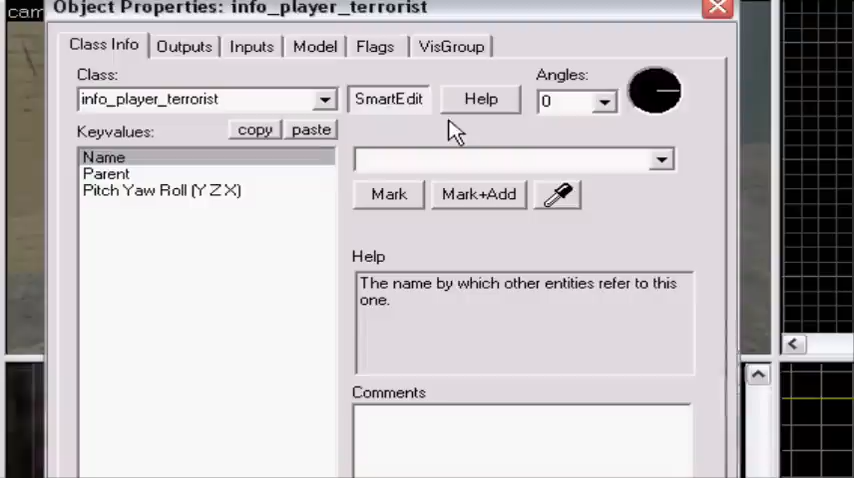 cam
Object Properties: info_player_terrorist
Class Info
Outputs
Inputs
Model
Flags
VisGroup
Class:
info_player_terrorist
SmartEdit
Help
Angles:
0
Keyvalues:
copy
paste
Name
Parent
Pitch Yaw Roll (Y Z X)
Mark
Mark+Add
Help
The name by which other entities refer to this
one.
Comments